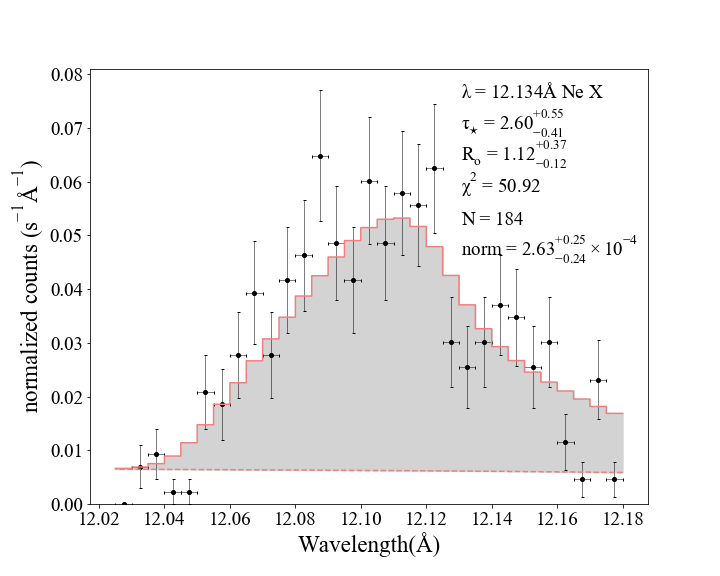 0.08
0.07
0.06
0.05
0.04
0.03
0.02
0.01
0.00
normalized counts (s⁻¹Å⁻¹)
λ = 12.134Å Ne X
τ⋆ = 2.60 +0.55 −0.41
Rₒ = 1.12 +0.37 −0.12
χ² = 50.92
N = 184
norm = 2.63 +0.25 −0.24 × 10⁻⁴
12.02 12.04 12.06 12.08 12.10 12.12 12.14 12.16 12.18
Wavelength(Å)